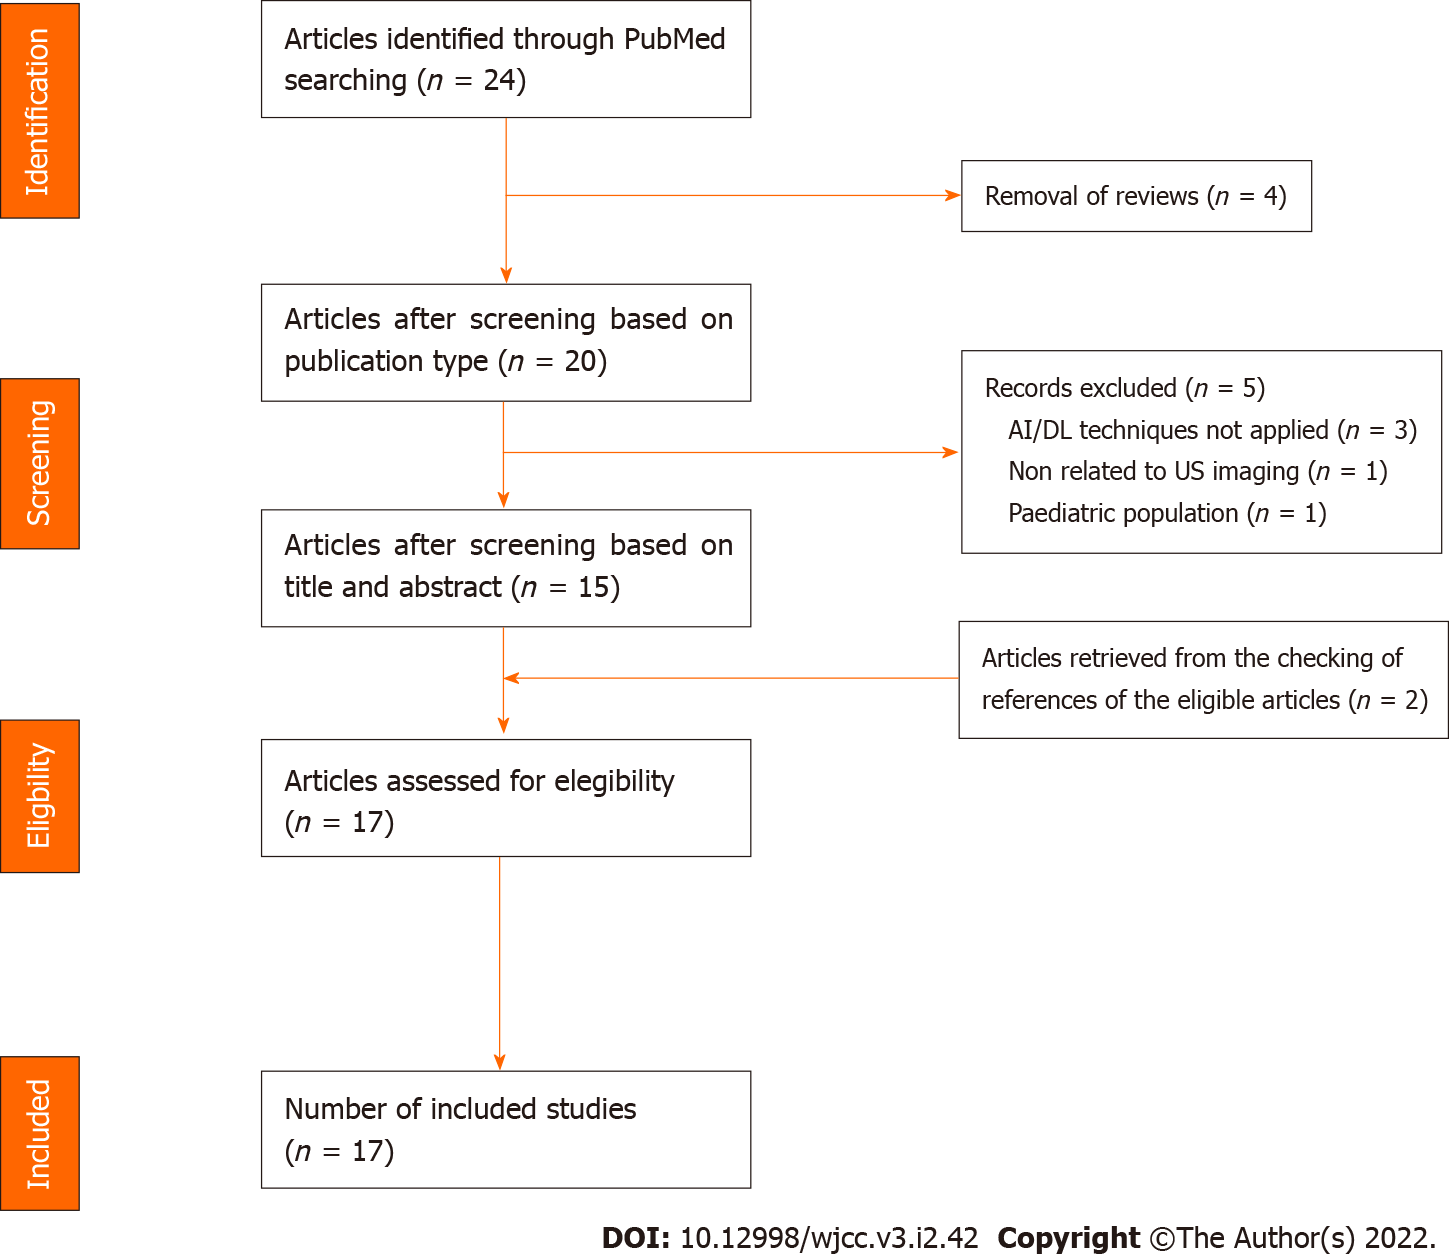 Identification
Articles identified through PubMed
searching (n = 24)
Removal of reviews (n = 4)
Articles after screening based on
publication type (n = 20)
Screening
Records excluded (n = 5)
AI/DL techniques not applied (n = 3)
Non related to US imaging (n = 1)
Paediatric population (n = 1)
Articles after screening based on
title and abstract (n = 15)
Articles retrieved from the checking of
references of the eligible articles (n = 2)
Eligbility
Articles assessed for elegibility
(n = 17)
Included
Number of included studies
(n = 17)
DOI: 10.12998/wjcc.v3.i2.42 Copyright ©The Author(s) 2022.